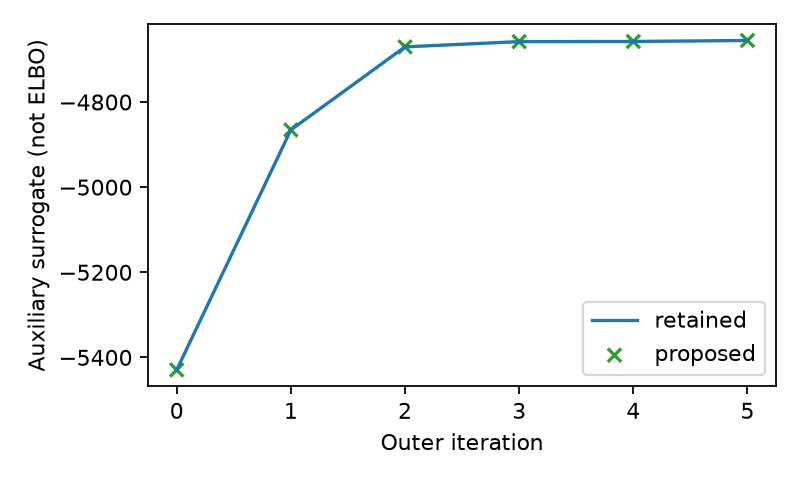 Auxiliary surrogate (not ELBO)
−4800
−5000
−5200
−5400
retained
proposed
0 1 2 3 4 5
Outer iteration